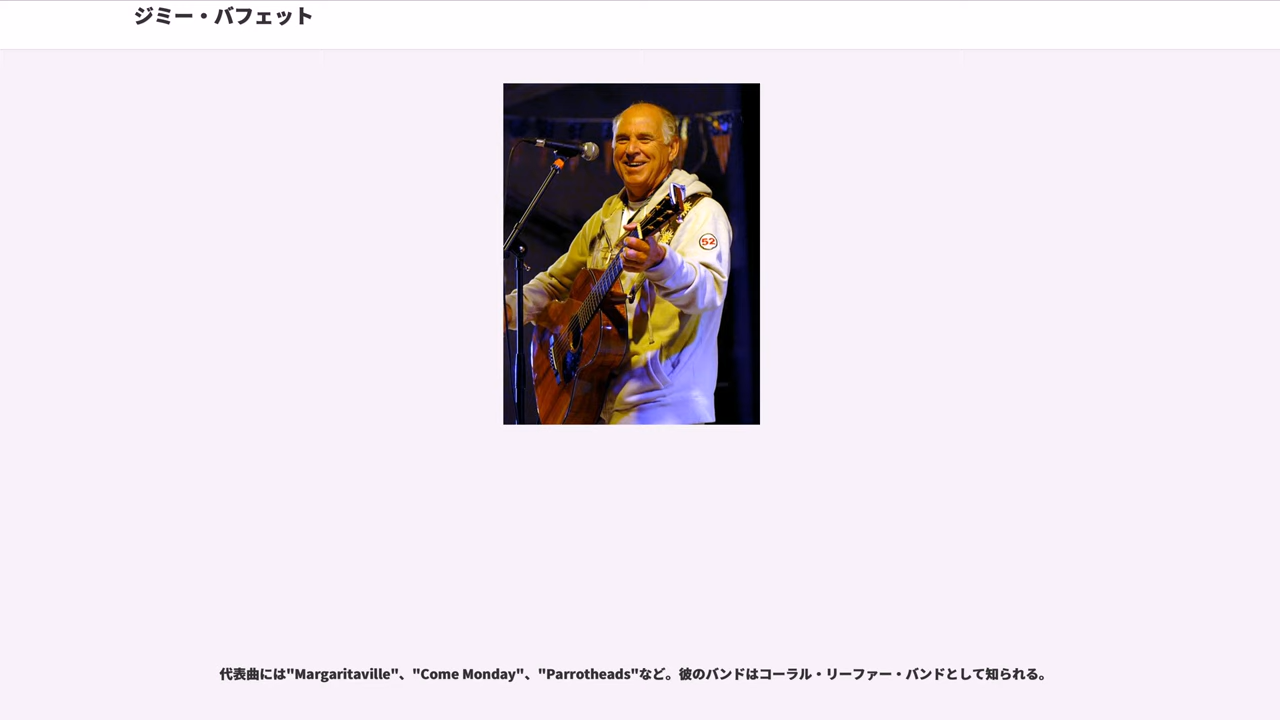 ジミー・バフェット
52
代表曲には"Margaritaville"、"Come Monday"、"Parrotheads"など。彼のバンドはコーラル・リーファー・バンドとして知られる。